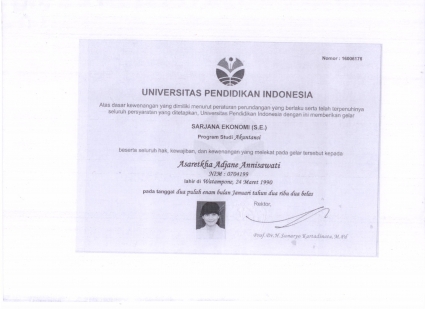 UNIVERSITAS PENDIDIKAN INDONESIA
Atas dasar kewenangan yang dimiliki menurut peraturan perundangan yang berlaku serta telah terpenuhinya
seluruh persyaratan yang ditetapkan, Universitas Pendidikan Indonesia dengan ini memberikan gelar
SARJANA EKONOMI (S.E.)
Program Studi Akuntansi
beserta seluruh hak, kewajiban, dan kewenangan yang melekat pada gelar tersebut kepada
Asareikha Adjane Annisawati
NIM : 0704199
lahir di Watampone, 24 Maret 1990
pada tanggal dua puluh enam bulan Januari tahun dua ribu dua belas
Rektor,
Prof. Dr. H. Sunaryo Kartadinata, M.Pd
Nomor :